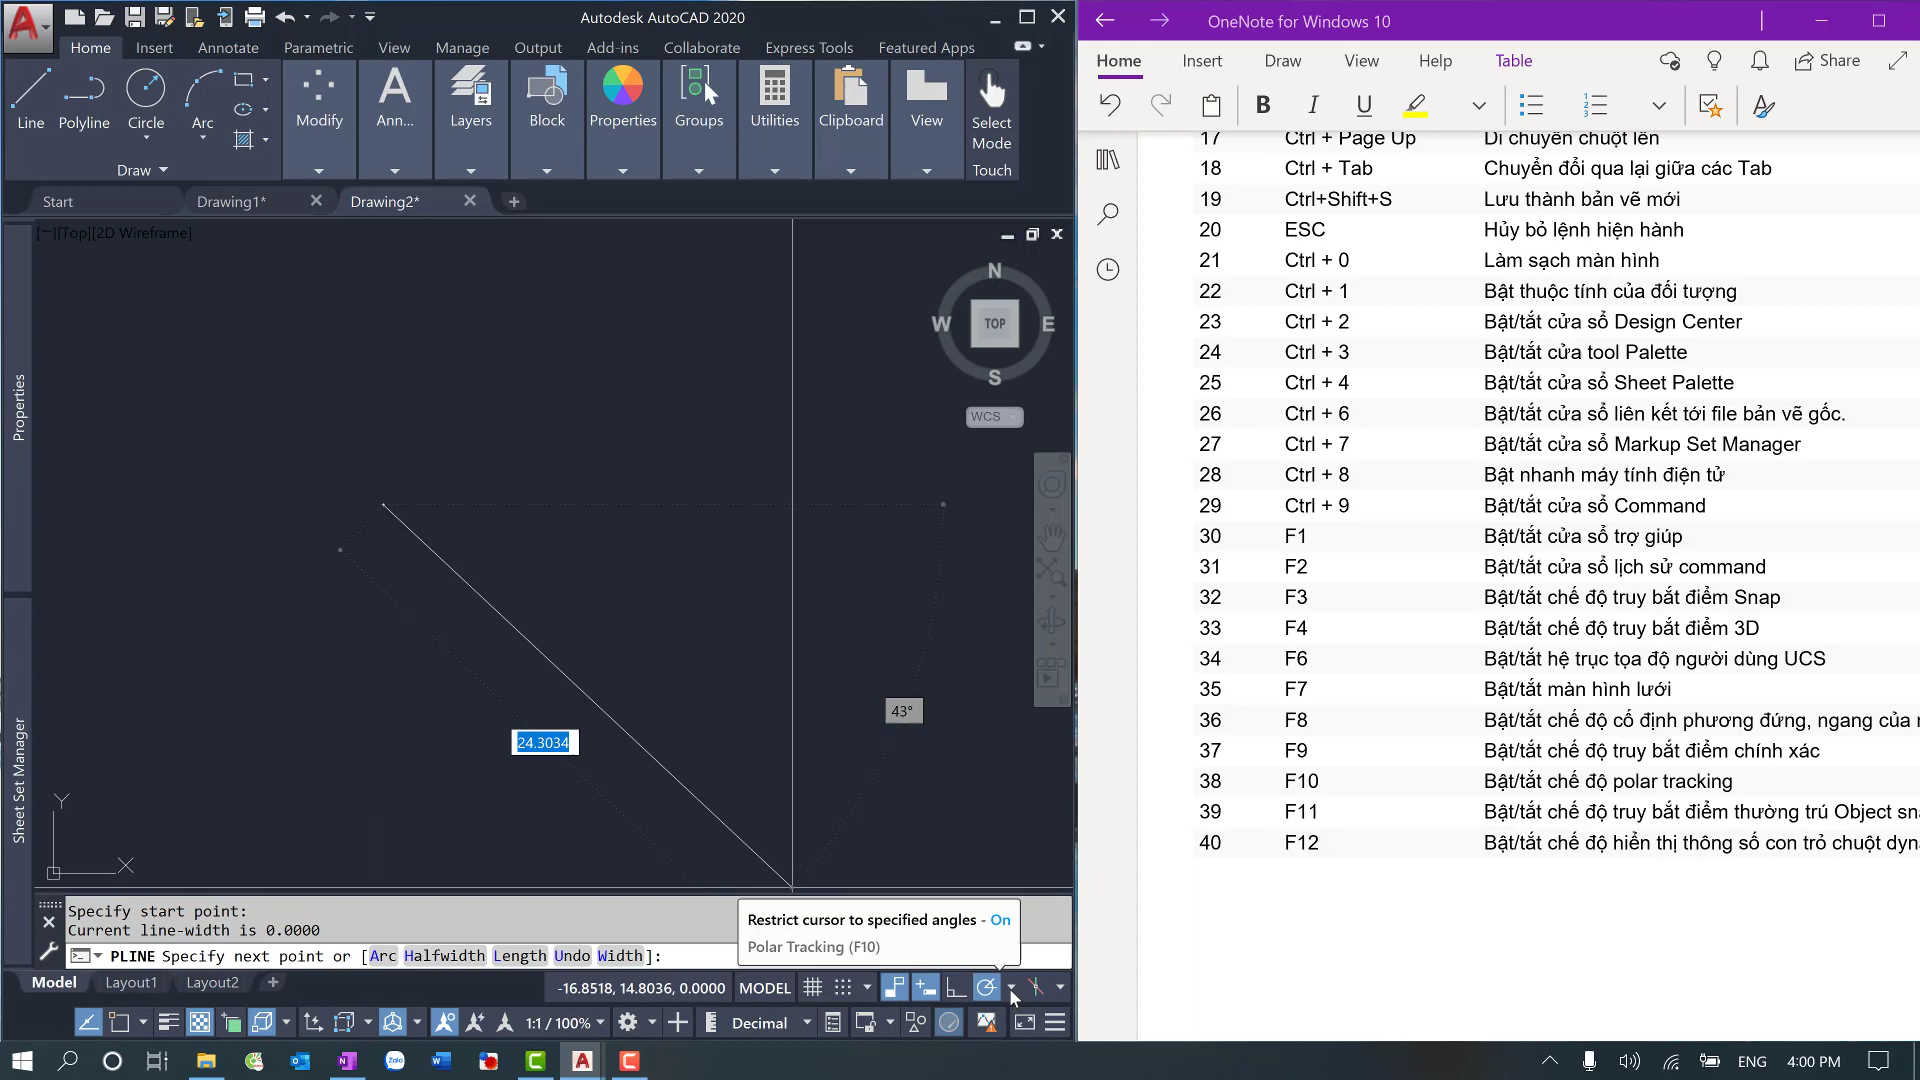 Autodesk AutoCAD 2020
Home Insert Annotate Parametric View Manage Output Add-ins Collaborate Express Tools Featured Apps
Line Polyline Circle Arc Modify Ann... Layers Block Properties Groups Utilities Clipboard View Select Mode
Draw Touch
Start Drawing1* Drawing2*
[−][Top][2D Wireframe]
N
W TOP E
S
WCS
Properties
Sheet Set Manager
43°
24.3034
Y
X
Specify start point:
Current line-width is 0.0000
PLINE Specify next point or [Arc Halfwidth Length Undo Width]:
Restrict cursor to specified angles - On
Polar Tracking (F10)
Model Layout1 Layout2
-16.8518, 14.8036, 0.0000 MODEL
1:1 / 100% Decimal
OneNote for Windows 10
Home Insert Draw View Help Table Share
B I U
17 Ctrl + Page Up Di chuyển chuột lên
18 Ctrl + Tab Chuyển đổi qua lại giữa các Tab
19 Ctrl+Shift+S Lưu thành bản vẽ mới
20 ESC Hủy bỏ lệnh hiện hành
21 Ctrl + 0 Làm sạch màn hình
22 Ctrl + 1 Bật thuộc tính của đối tượng
23 Ctrl + 2 Bật/tắt cửa sổ Design Center
24 Ctrl + 3 Bật/tắt cửa tool Palette
25 Ctrl + 4 Bật/tắt cửa sổ Sheet Palette
26 Ctrl + 6 Bật/tắt cửa sổ liên kết tới file bản vẽ gốc.
27 Ctrl + 7 Bật/tắt cửa sổ Markup Set Manager
28 Ctrl + 8 Bật nhanh máy tính điện tử
29 Ctrl + 9 Bật/tắt cửa sổ Command
30 F1 Bật/tắt cửa sổ trợ giúp
31 F2 Bật/tắt cửa sổ lịch sử command
32 F3 Bật/tắt chế độ truy bắt điểm Snap
33 F4 Bật/tắt chế độ truy bắt điểm 3D
34 F6 Bật/tắt hệ trục tọa độ người dùng UCS
35 F7 Bật/tắt màn hình lưới
36 F8 Bật/tắt chế độ cố định phương đứng, ngang của
37 F9 Bật/tắt chế độ truy bắt điểm chính xác
38 F10 Bật/tắt chế độ polar tracking
39 F11 Bật/tắt chế độ truy bắt điểm thường trú Object sn
40 F12 Bật/tắt chế độ hiển thị thông số con trỏ chuột dyn
ENG 4:00 PM